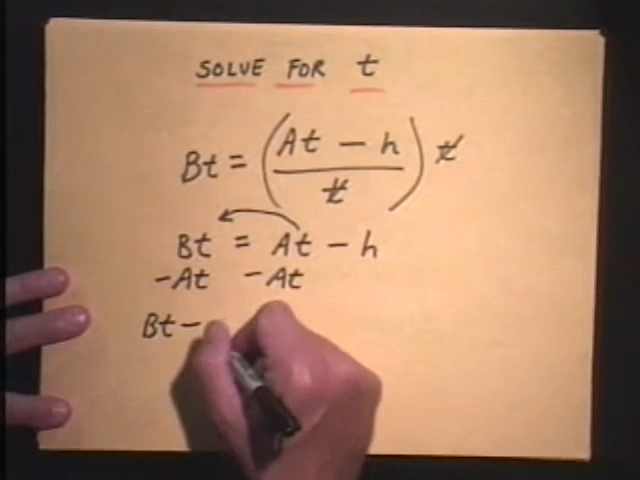 SOLVE FOR t
Bt = (At - h / t) t
Bt = At - h
-At -At
Bt -